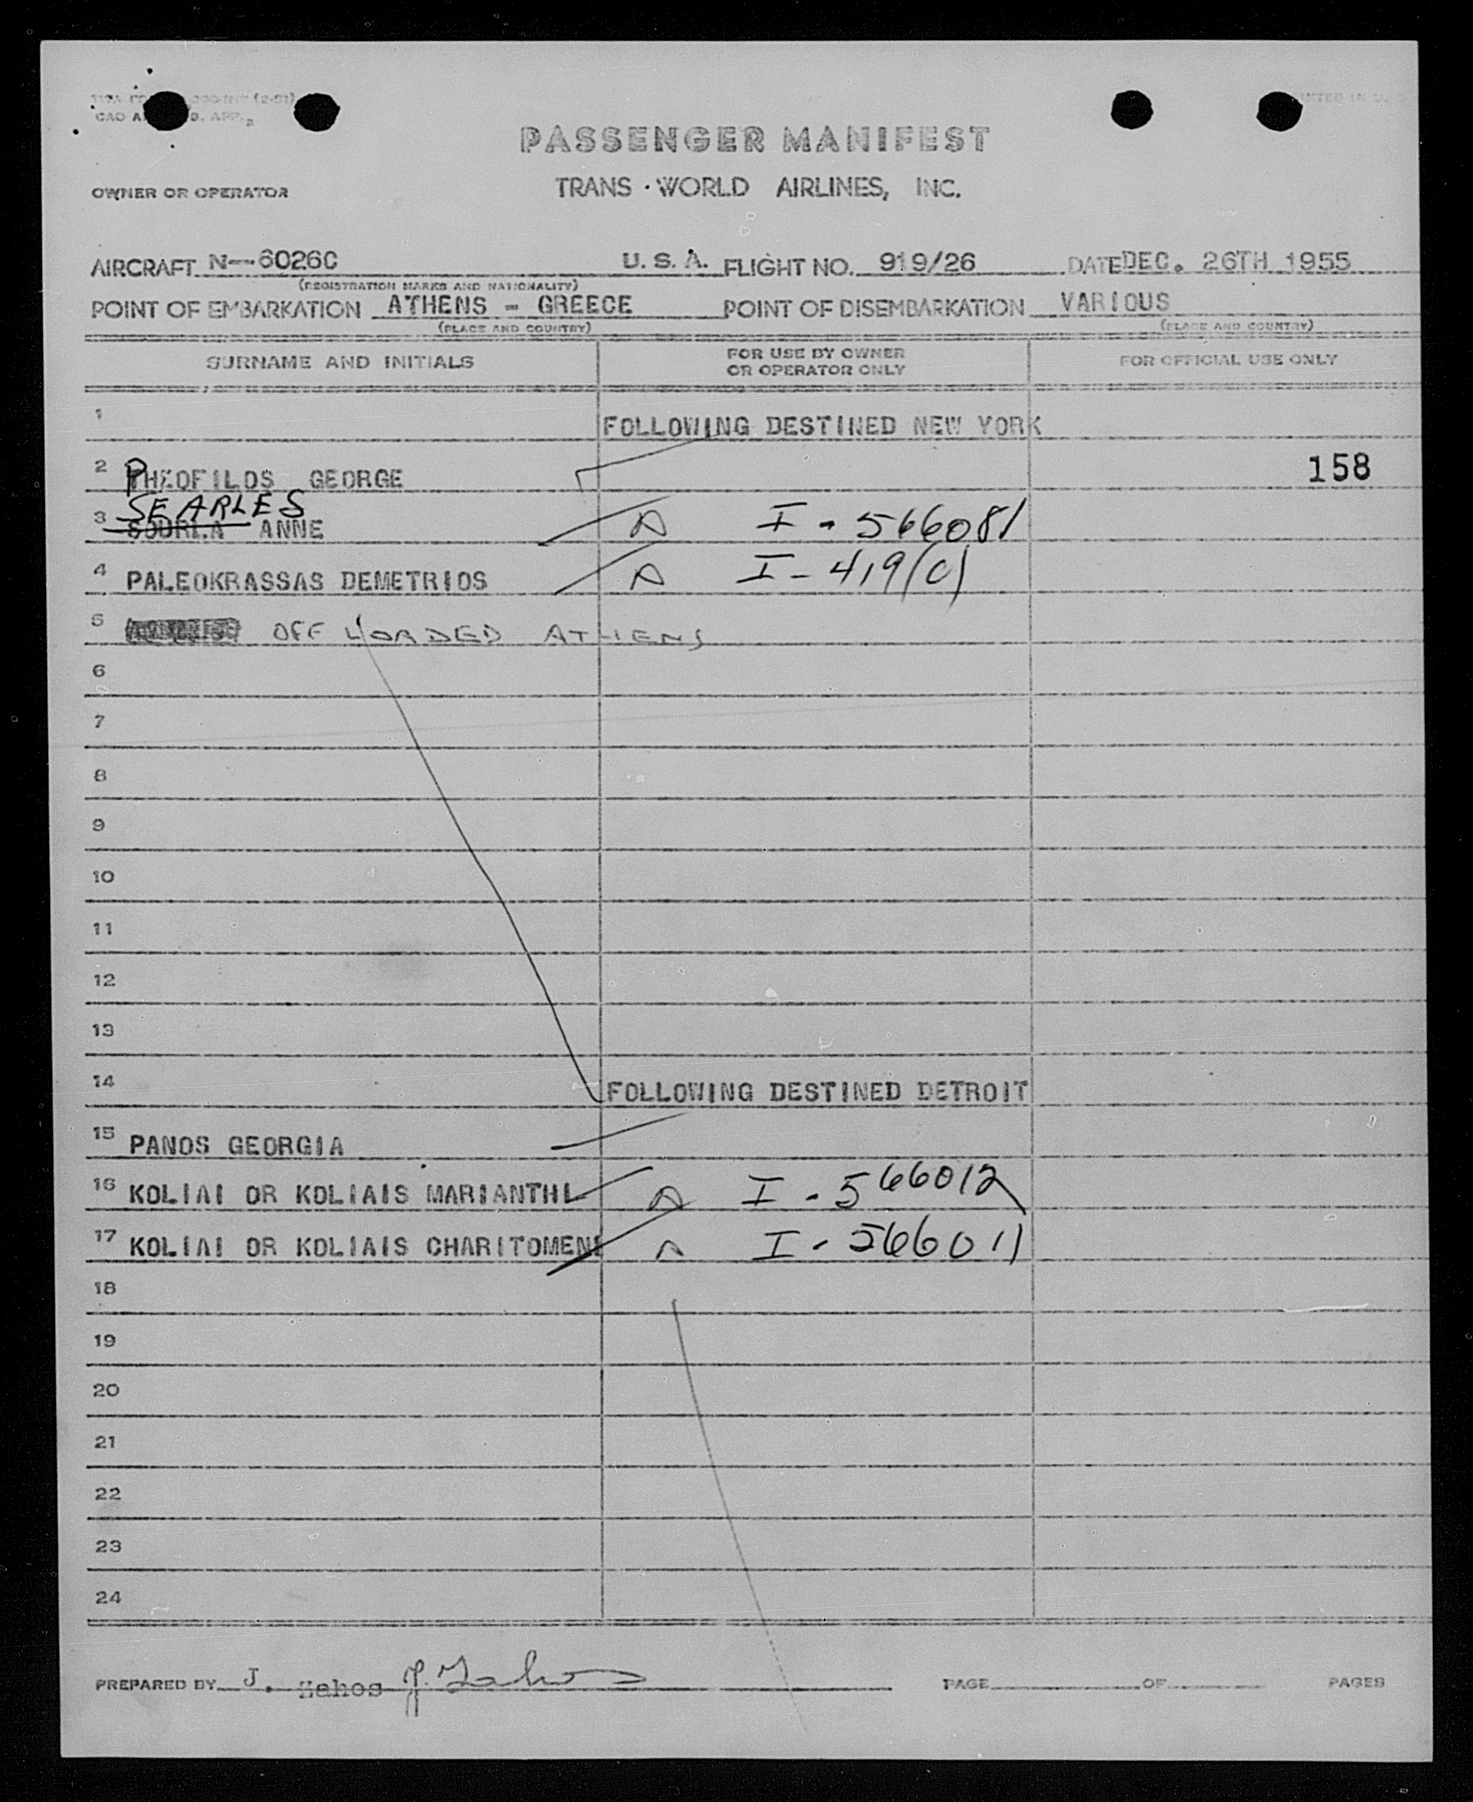 CAO
PASSENGER MANIFEST
OWNER OR OPERATOR TRANS·WORLD AIRLINES, INC.
AIRCRAFT N--6026C U.S.A. FLIGHT NO. 919/26 DATE DEC. 26TH 1955
(REGISTRATION MARKS AND NATIONALITY)
POINT OF EMBARKATION ATHENS - GREECE POINT OF DISEMBARKATION VARIOUS
(PLACE AND COUNTRY) (PLACE AND COUNTRY)
SURNAME AND INITIALS FOR USE BY OWNER OR OPERATOR ONLY FOR OFFICIAL USE ONLY
1 FOLLOWING DESTINED NEW YORK
2 PHEOFILOS GEORGE 158
SEARLES
3 SOURLA ANNE A I-566081
4 PALEOKRASSAS DEMETRIOS A I-419(C)
5 OFF LOADED ATHENS
6
7
8
9
10
11
12
13
14 FOLLOWING DESTINED DETROIT
15 PANOS GEORGIA
16 KOLIAI OR KOLIAIS MARIANTHI A I-566012
17 KOLIAI OR KOLIAIS CHARITOMENI A I-566011
18
19
20
21
22
23
24
PREPARED BY J. Zahos J. Zahos PAGE OF PAGES